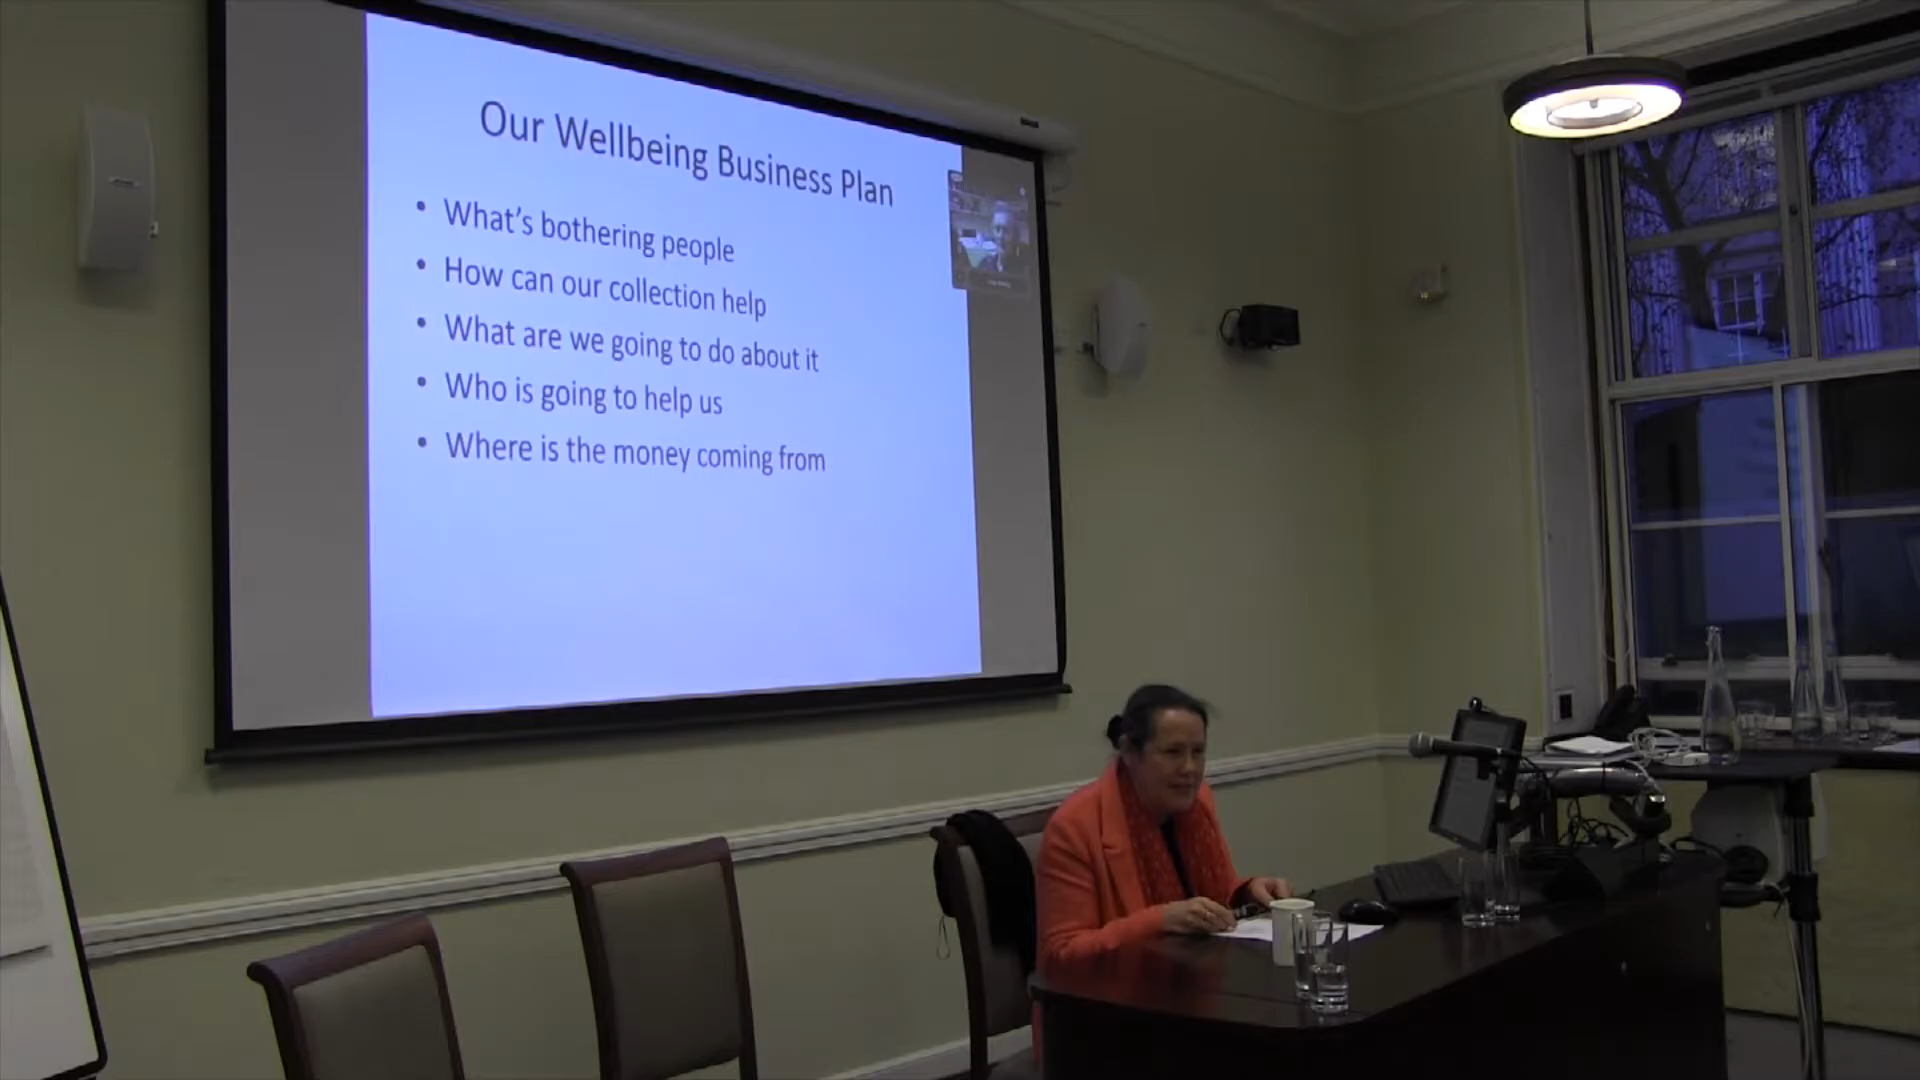 Our Wellbeing Business Plan
• What's bothering people
• How can our collection help
• What are we going to do about it
• Who is going to help us
• Where is the money coming from